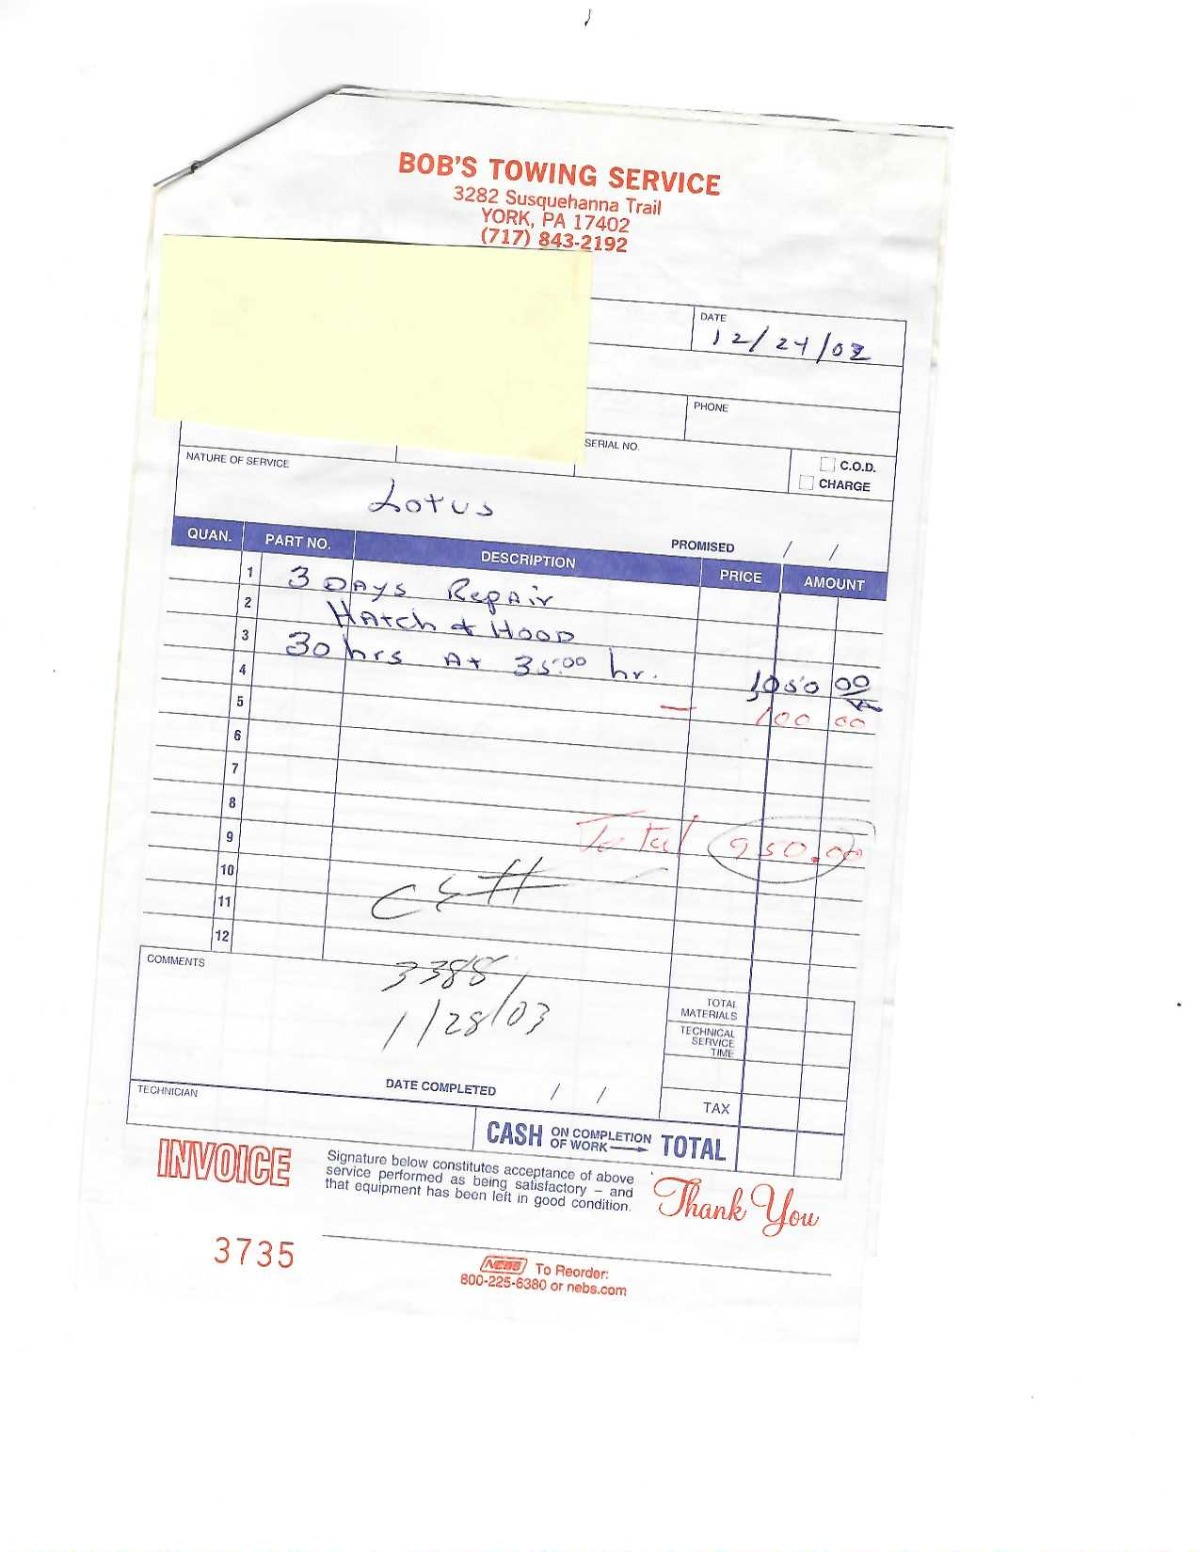 BOB'S TOWING SERVICE
3282 Susquehanna Trail
YORK, PA 17402
(717) 843-2192
DATE
12/24/02
PHONE
SERIAL NO.
C.O.D.
CHARGE
NATURE OF SERVICE
Lotus
PROMISED / /
QUAN. PART NO. DESCRIPTION PRICE AMOUNT
1 3 DAYS Repair
2 HATCH & HOOD
3 30 hrs At 35.00 hr. 1,050 00
4 — 100 00
5
6
7
8 Total 950.00
9
10
11 CK#
12
COMMENTS
3388
1/28/03
TOTAL MATERIALS
TECHNICAL SERVICE TIME
DATE COMPLETED / /
TAX
TECHNICIAN
CASH ON COMPLETION OF WORK TOTAL
INVOICE
Signature below constitutes acceptance of above
service performed as being satisfactory – and
that equipment has been left in good condition.
Thank You
3735
NEBS To Reorder:
800-225-6380 or nebs.com